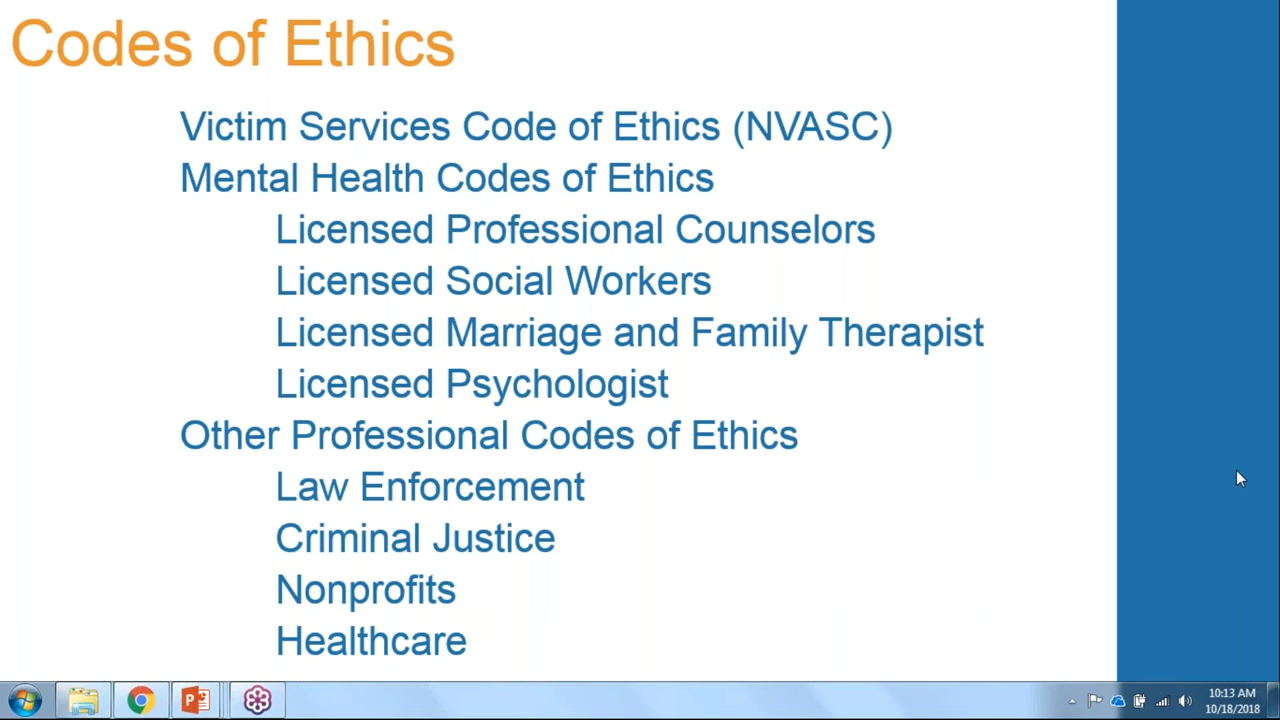 Codes of Ethics
Victim Services Code of Ethics (NVASC)
Mental Health Codes of Ethics
Licensed Professional Counselors
Licensed Social Workers
Licensed Marriage and Family Therapist
Licensed Psychologist
Other Professional Codes of Ethics
Law Enforcement
Criminal Justice
Nonprofits
Healthcare
10:13 AM
10/18/2018